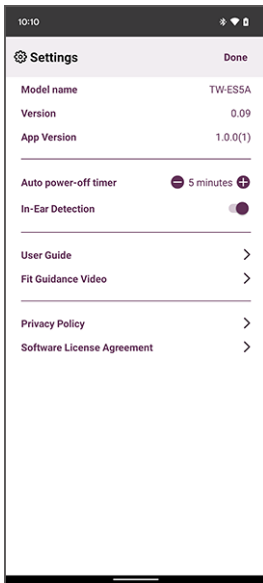 10:10
Settings Done
Model name TW-ES5A
Version 0.09
App Version 1.0.0(1)
Auto power-off timer 5 minutes
In-Ear Detection
User Guide
Fit Guidance Video
Privacy Policy
Software License Agreement